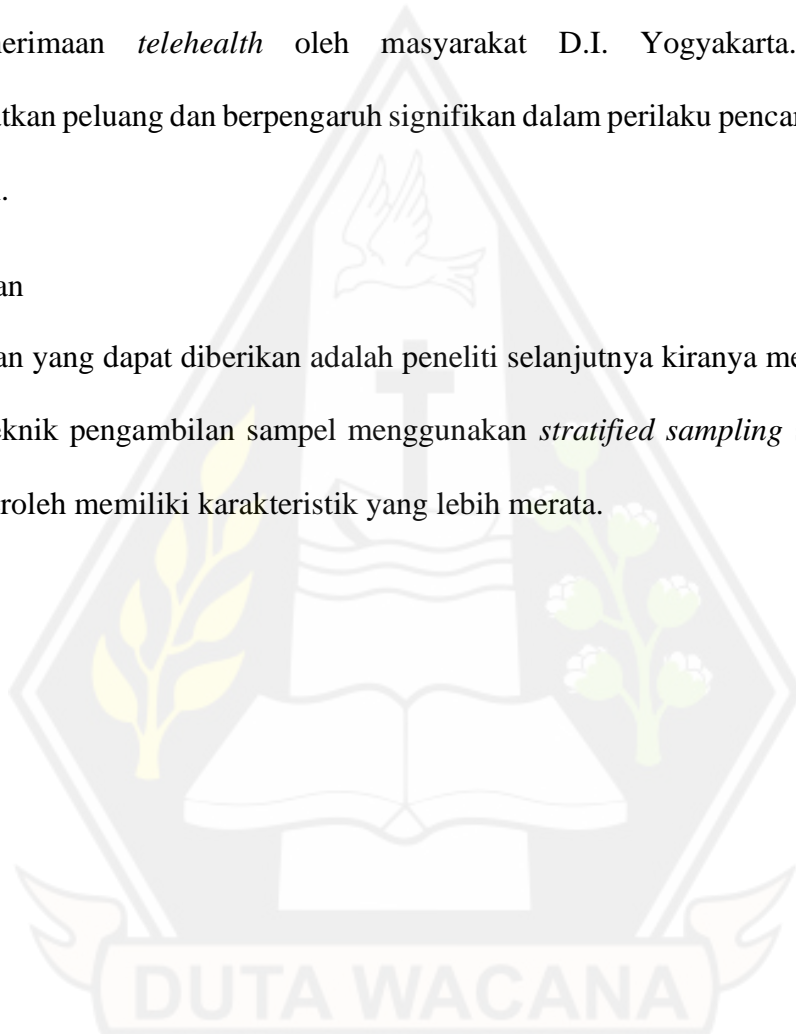 nerimaan telehealth oleh masyarakat D.I. Yogyakarta.
atkan peluang dan berpengaruh signifikan dalam perilaku pencar
.
an
an yang dapat diberikan adalah peneliti selanjutnya kiranya me
eknik pengambilan sampel menggunakan stratified sampling
roleh memiliki karakteristik yang lebih merata.
DUTA WACANA